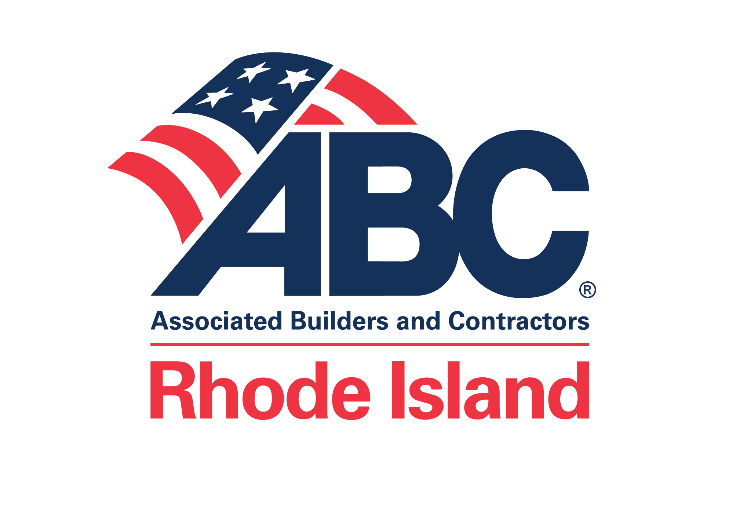 ABC®
Associated Builders and Contractors
Rhode Island